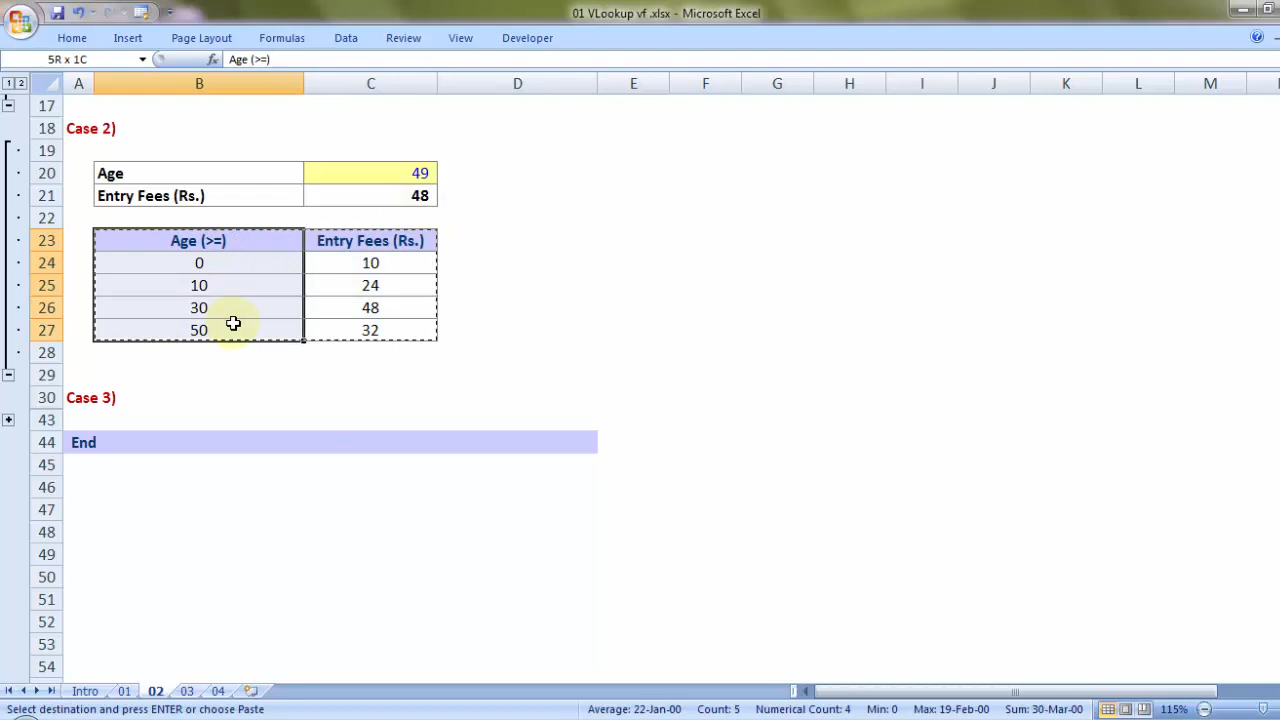 01 VLookup vf .xlsx - Microsoft Excel
Home Insert Page Layout Formulas Data Review View Developer
5R x 1C fx Age (>=)
1 2 A B C D E F G H I J K L M
17
18 Case 2)
19
20 Age 49
21 Entry Fees (Rs.) 48
22
23 Age (>=) Entry Fees (Rs.)
24 0 10
25 10 24
26 30 48
27 50 32
28
29
30 Case 3)
43
44 End
45
46
47
48
49
50
51
52
53
54
Intro 01 02 03 04
Select destination and press ENTER or choose Paste Average: 22-Jan-00 Count: 5 Numerical Count: 4 Min: 0 Max: 19-Feb-00 Sum: 30-Mar-00 115%